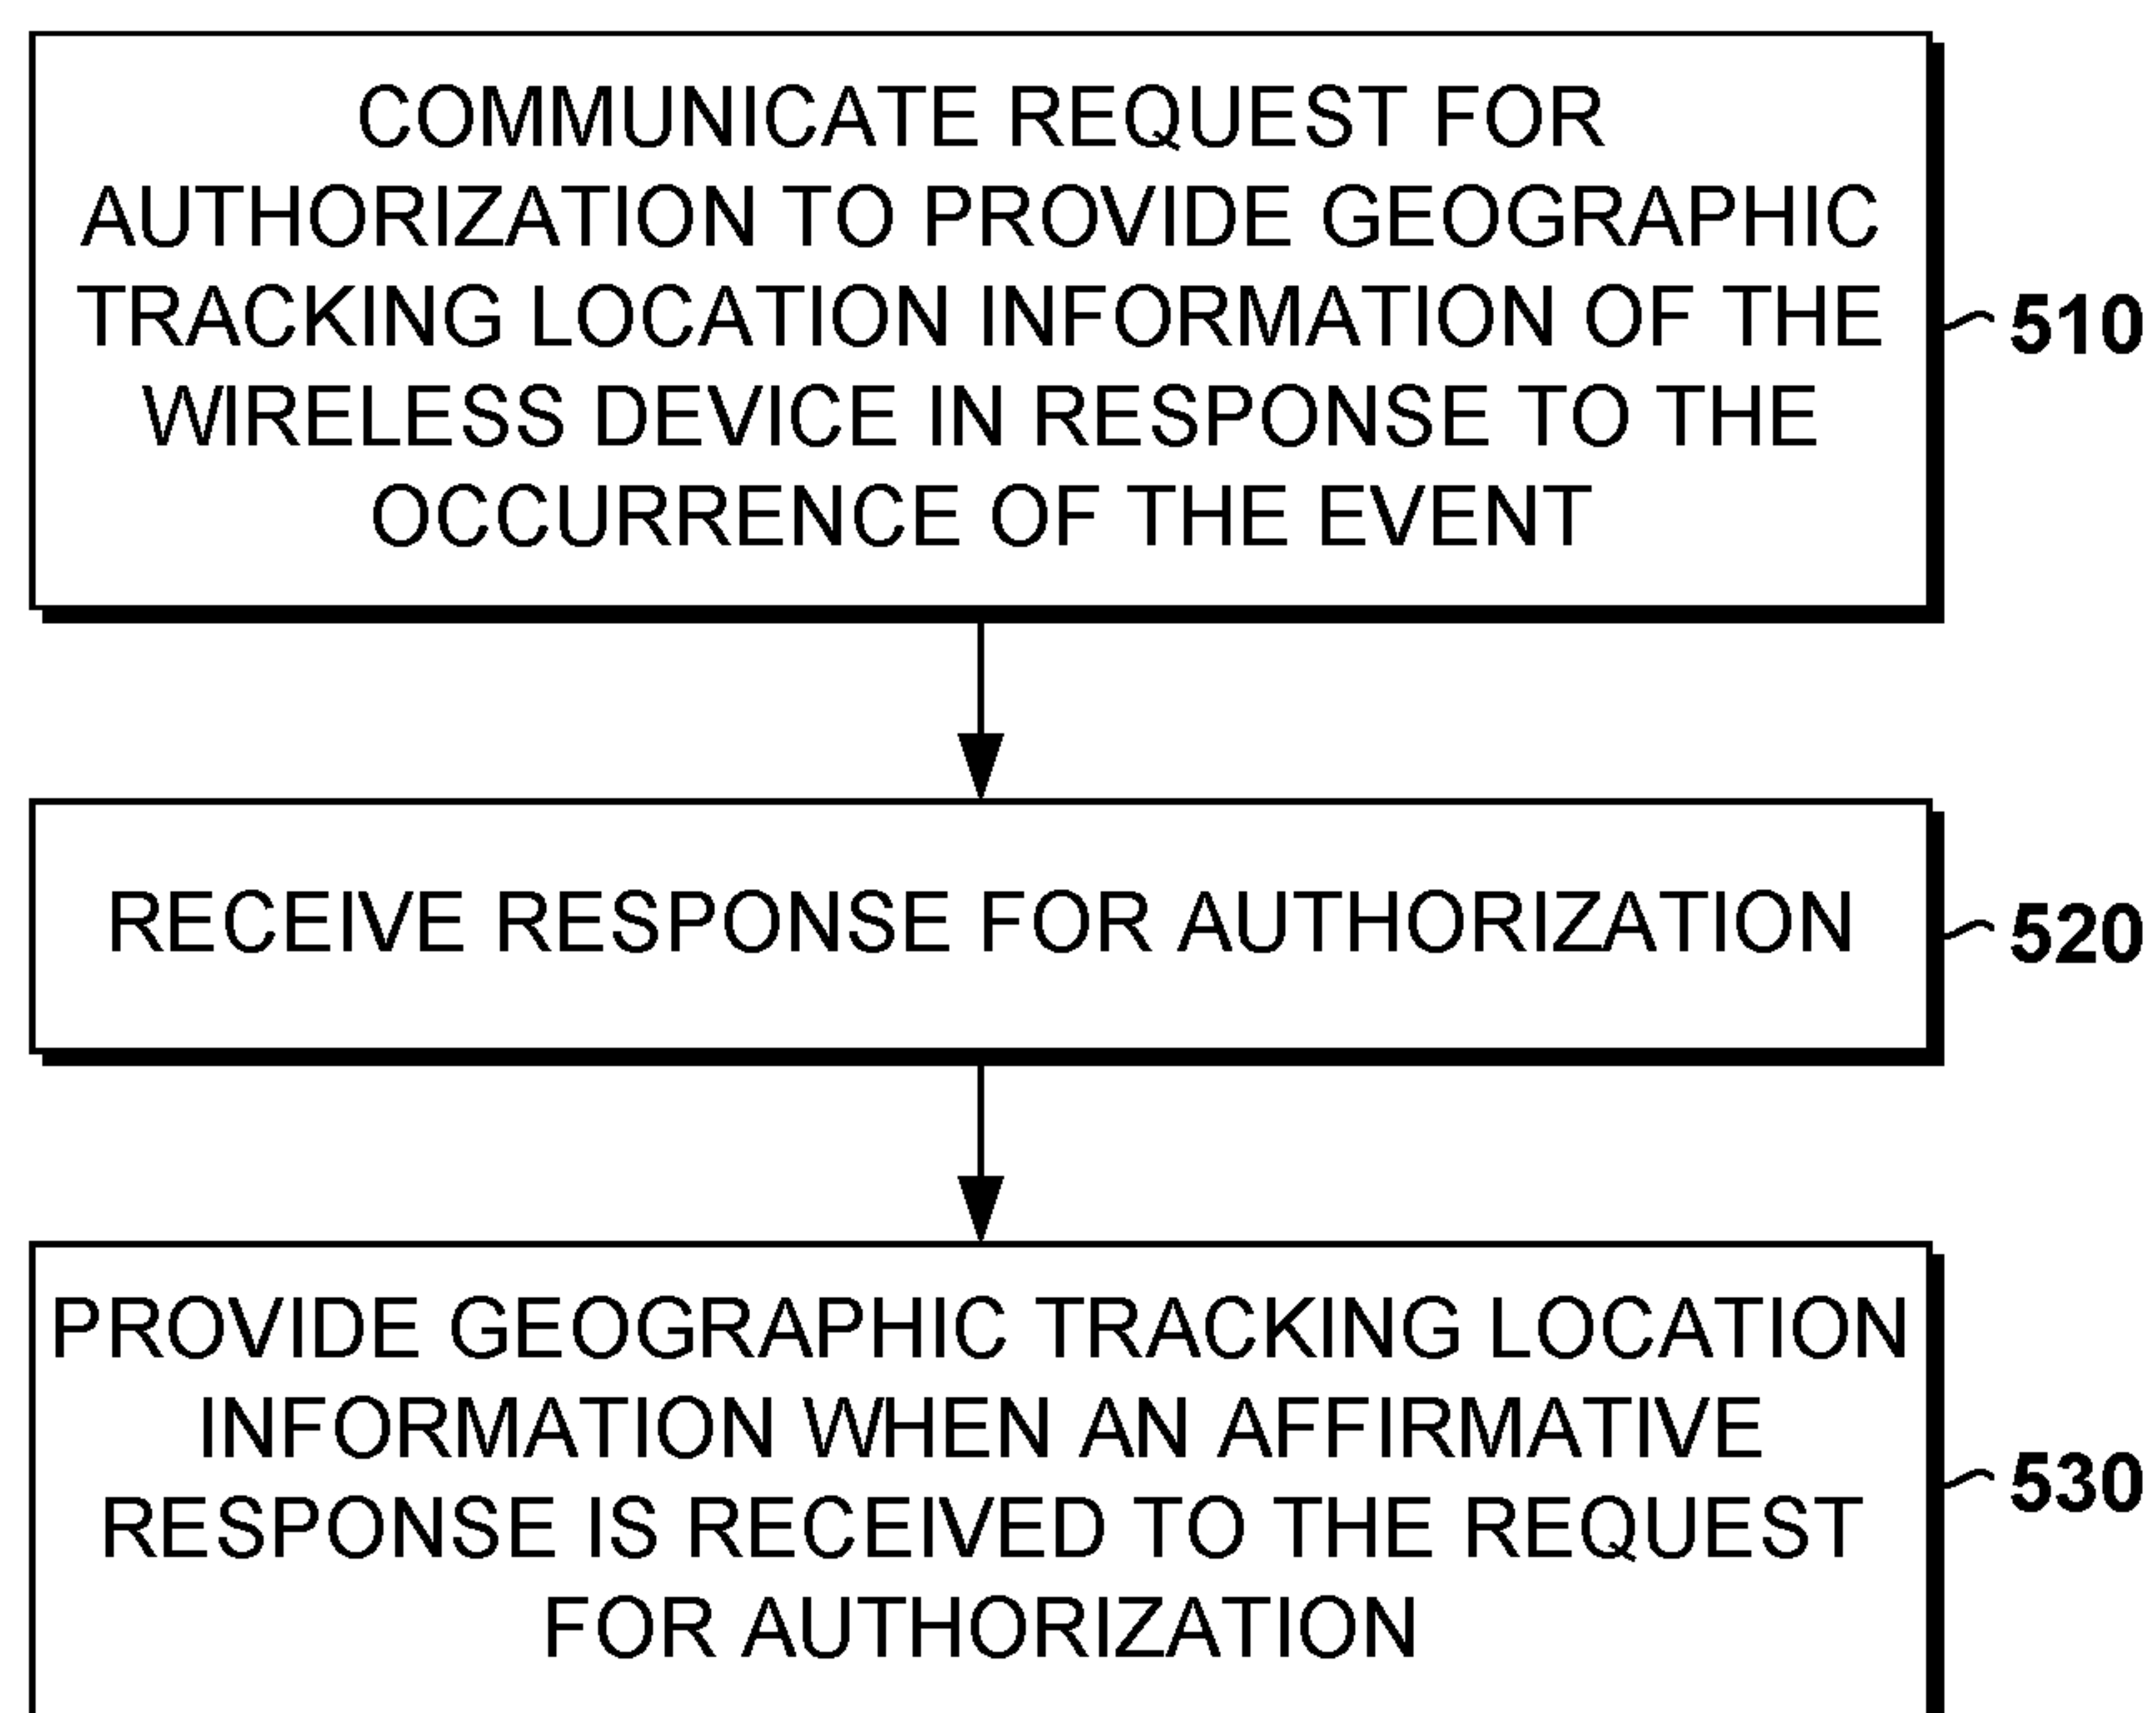 COMMUNICATE REQUEST FOR
AUTHORIZATION TO PROVIDE GEOGRAPHIC
TRACKING LOCATION INFORMATION OF THE
WIRELESS DEVICE IN RESPONSE TO THE
OCCURRENCE OF THE EVENT
510
RECEIVE RESPONSE FOR AUTHORIZATION
520
PROVIDE GEOGRAPHIC TRACKING LOCATION
INFORMATION WHEN AN AFFIRMATIVE
RESPONSE IS RECEIVED TO THE REQUEST
FOR AUTHORIZATION
530